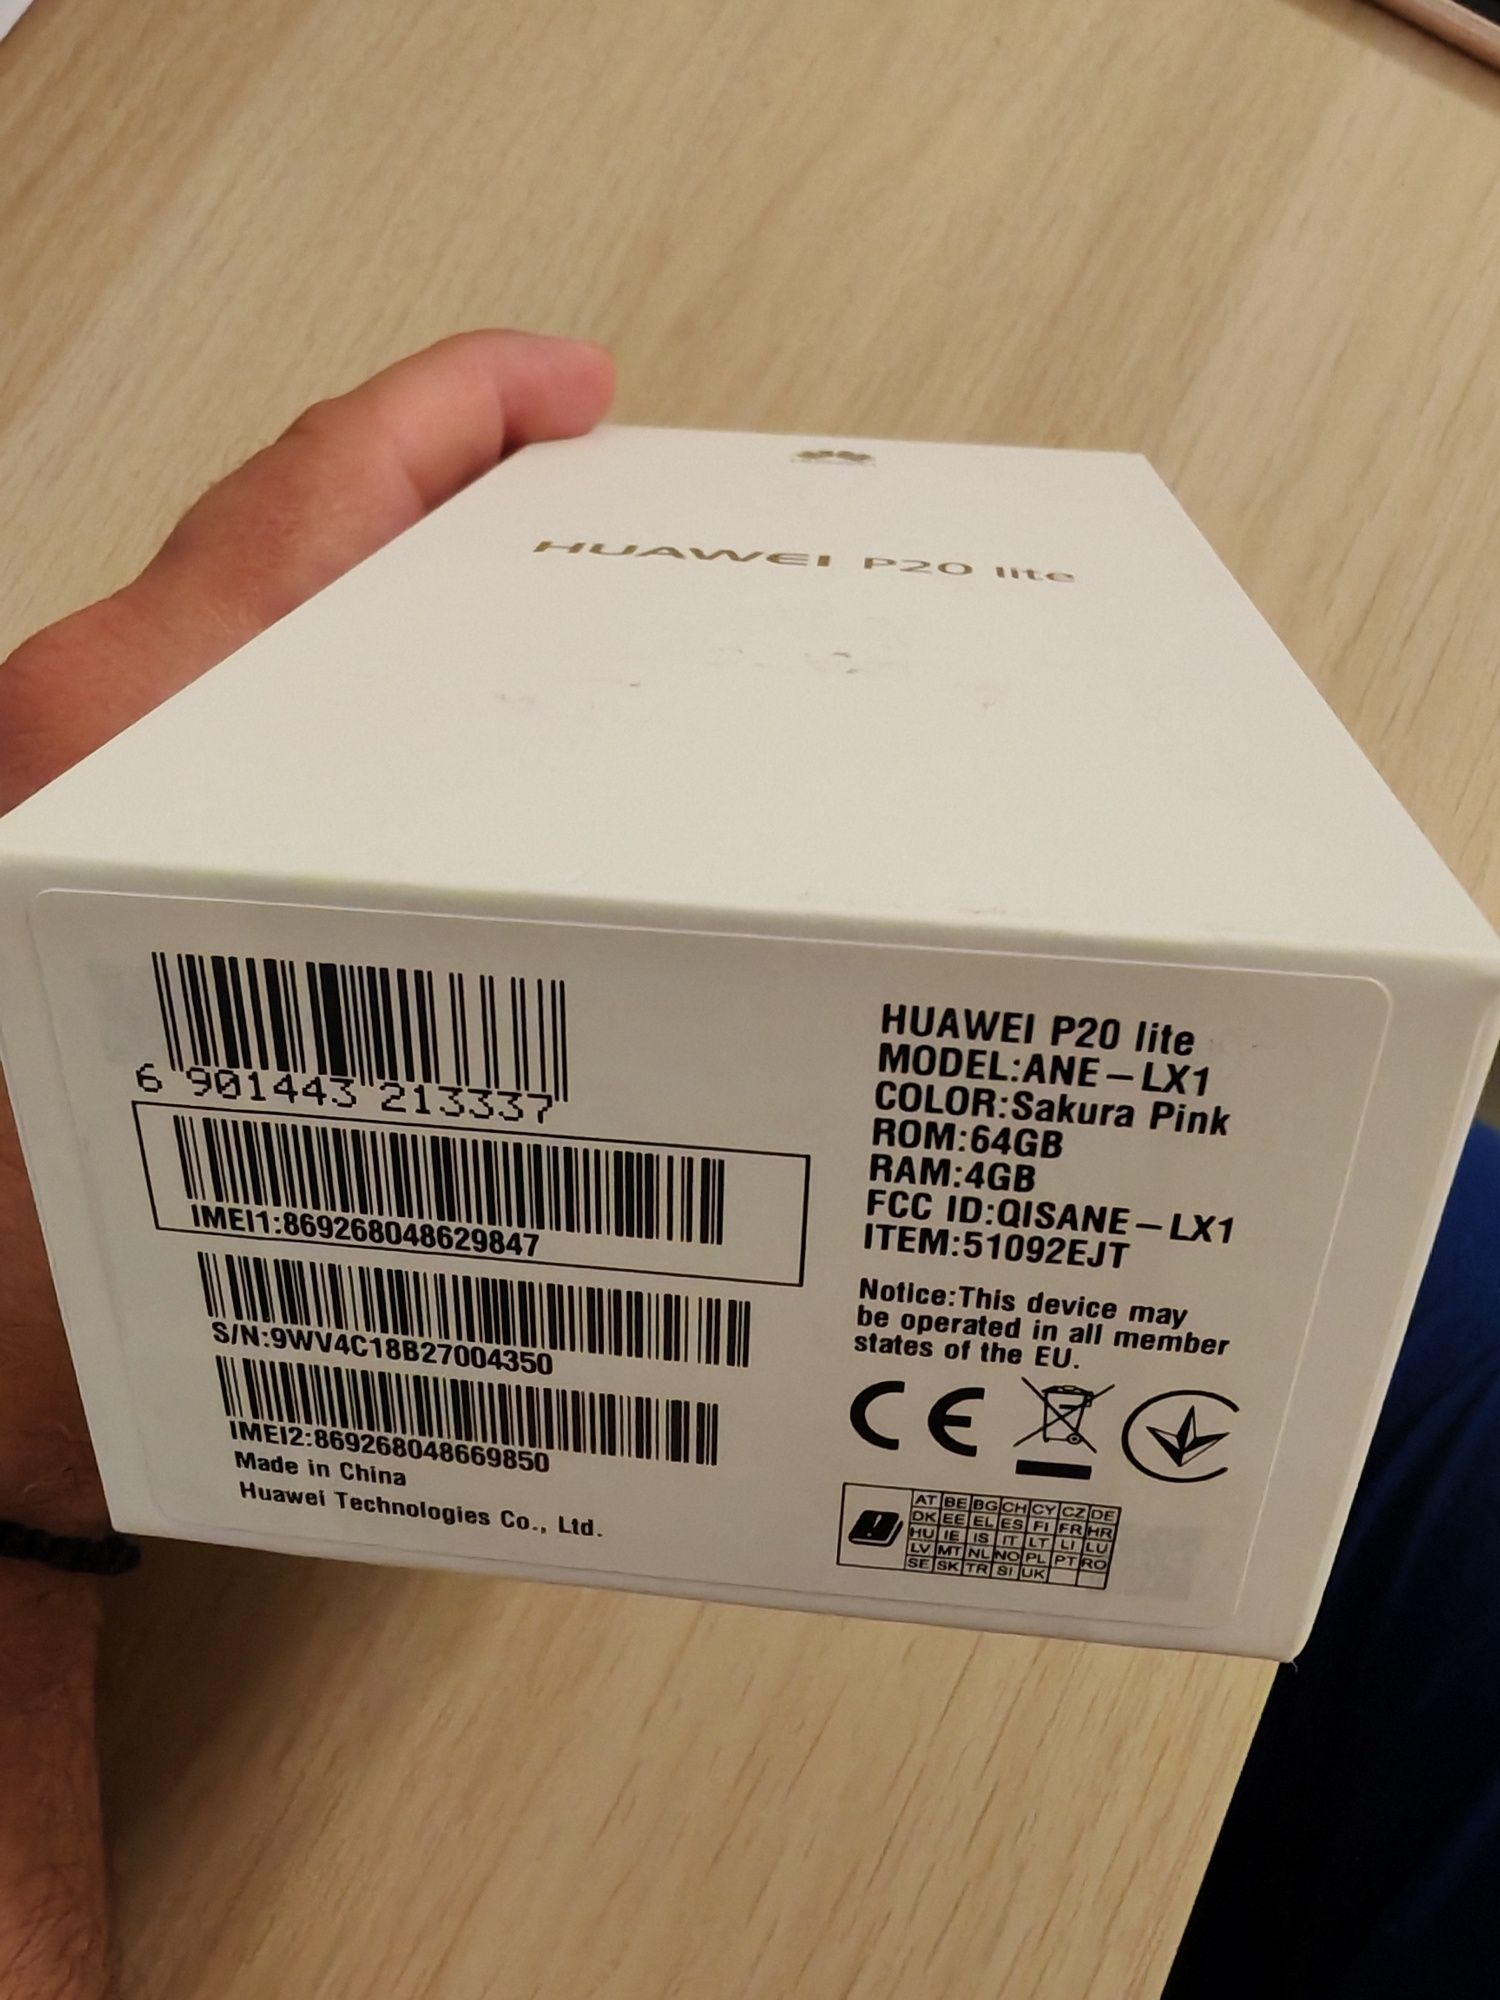 HUAWEI P20 lite
6 901443 213337
IMEI1:869268048629847
S/N:9WV4C18B27004350
IMEI2:869268048669850
Made in China
Huawei Technologies Co., Ltd.
HUAWEI P20 lite
MODEL:ANE-LX1
COLOR:Sakura Pink
ROM:64GB
RAM:4GB
FCC ID:QISANE-LX1
ITEM:51092EJT
Notice:This device may
be operated in all member
states of the EU.
CE
AT BE BG CH CY CZ DE
DK EE EL ES FI FR HR
HU IE IS IT LT LI LU
LV MT NL NO PL PT RO
SE SK TR SI UK